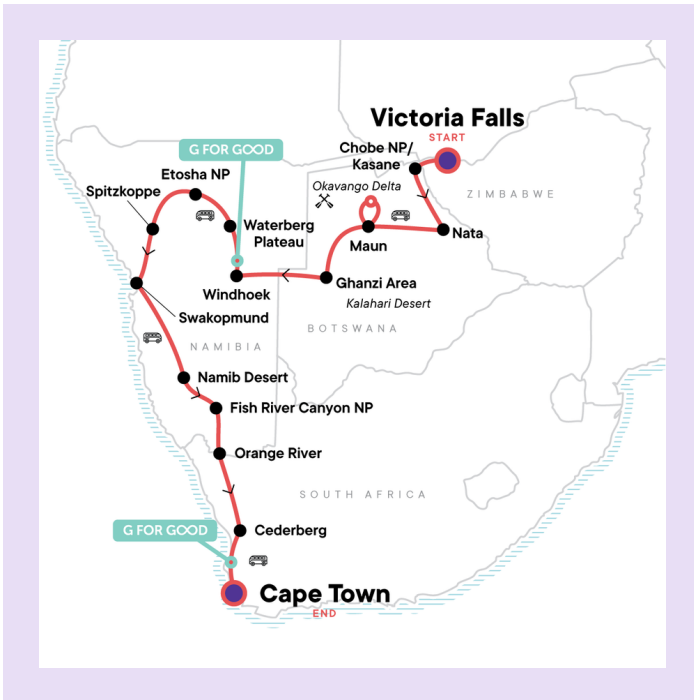 Victoria Falls
START
G FOR GOOD
Chobe NP/
Kasane
Etosha NP
Okavango Delta
Spitzkoppe
ZIMBABWE
Waterberg
Plateau
Nata
Maun
Ghanzi Area
Windhoek
Kalahari Desert
Swakopmund
BOTSWANA
NAMIBIA
Namib Desert
Fish River Canyon NP
Orange River
SOUTH AFRICA
G FOR GOOD
Cederberg
Cape Town
END